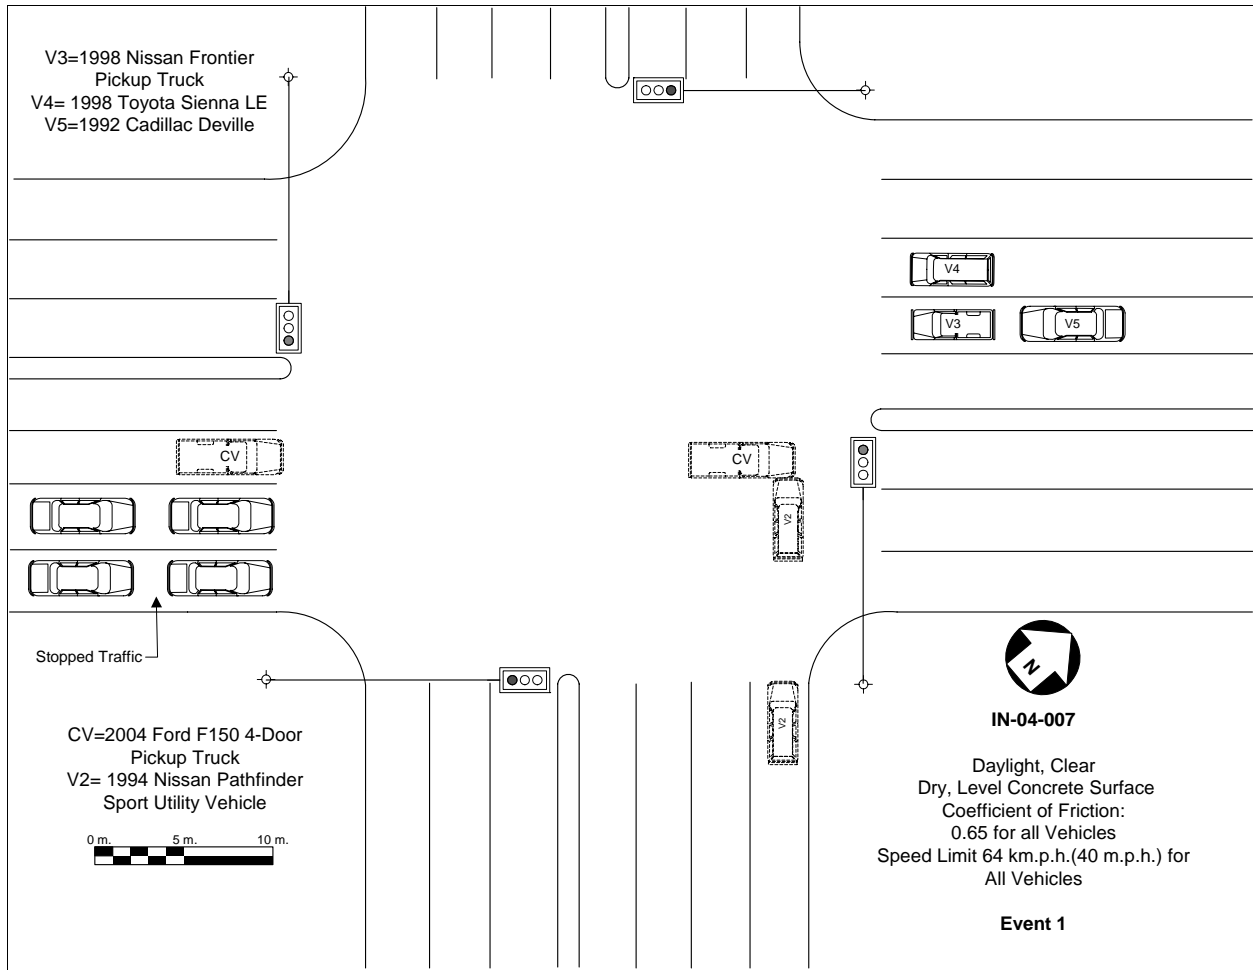 V3=1998 Nissan Frontier
Pickup Truck
V4= 1998 Toyota Sienna LE
V5=1992 Cadillac Deville
V4
V3
V5
CV
CV
V2
Stopped Traffic
V2
N
IN-04-007
CV=2004 Ford F150 4-Door
Pickup Truck
V2= 1994 Nissan Pathfinder
Sport Utility Vehicle
0 m. 5 m. 10 m.
Daylight, Clear
Dry, Level Concrete Surface
Coefficient of Friction:
0.65 for all Vehicles
Speed Limit 64 km.p.h.(40 m.p.h.) for
All Vehicles
Event 1